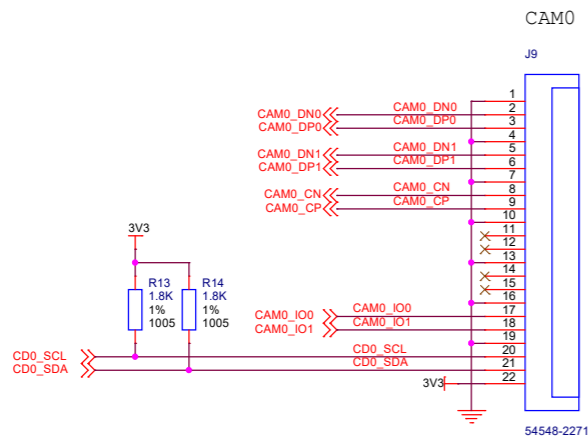 CAM0
J9
1
CAM0_DN0 CAM0_DN0 2
CAM0_DP0 CAM0_DP0 3
4
CAM0_DN1 CAM0_DN1 5
CAM0_DP1 CAM0_DP1 6
7
CAM0_CN CAM0_CN 8
CAM0_CP CAM0_CP 9
10
11
12
13
14
15
16
3V3
R13 R14
1.8K 1.8K
1% 1%
1005 1005
CAM0_IO0 CAM0_IO0 17
CAM0_IO1 CAM0_IO1 18
19
CD0_SCL CD0_SCL 20
CD0_SDA CD0_SDA 21
3V3 22
54548-2271